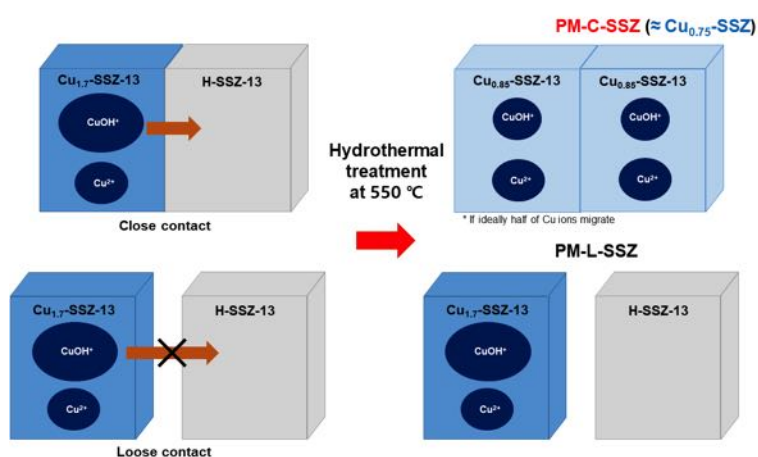 PM-C-SSZ (≈ Cu₀.₇₅-SSZ)
Cu₁.₇-SSZ-13
H-SSZ-13
CuOH⁺
Cu²⁺
Close contact
Hydrothermal
treatment
at 550 ℃
Cu₀.₈₅-SSZ-13
Cu₀.₈₅-SSZ-13
CuOH⁺
CuOH⁺
Cu²⁺
Cu²⁺
* If ideally half of Cu ions migrate
Cu₁.₇-SSZ-13
H-SSZ-13
CuOH⁺
Cu²⁺
Loose contact
PM-L-SSZ
Cu₁.₇-SSZ-13
H-SSZ-13
CuOH⁺
Cu²⁺